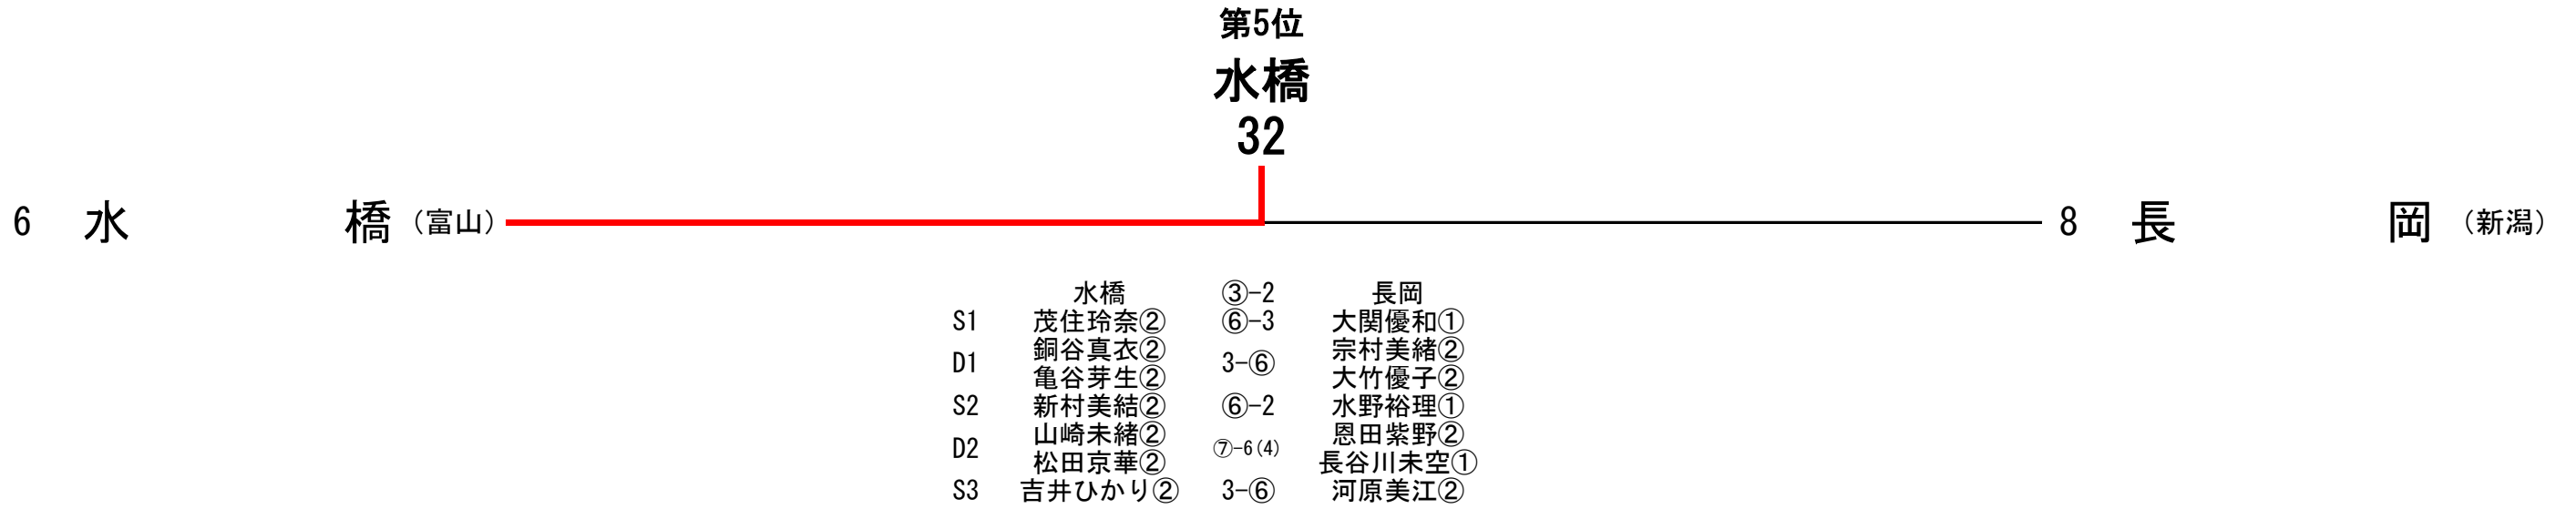 第5位
水橋
32
6 水 橋 （富山）
8 長 岡 （新潟）
水橋 ③-2 長岡
S1 茂住玲奈② ⑥-3 大関優和①
銅谷真衣② 宗村美緒②
D1 3-⑥
亀谷芽生② 大竹優子②
S2 新村美結② ⑥-2 水野裕理①
山崎未緒② 恩田紫野②
D2 ⑦-6(4)
松田京華② 長谷川未空①
S3 吉井ひかり② 3-⑥ 河原美江②